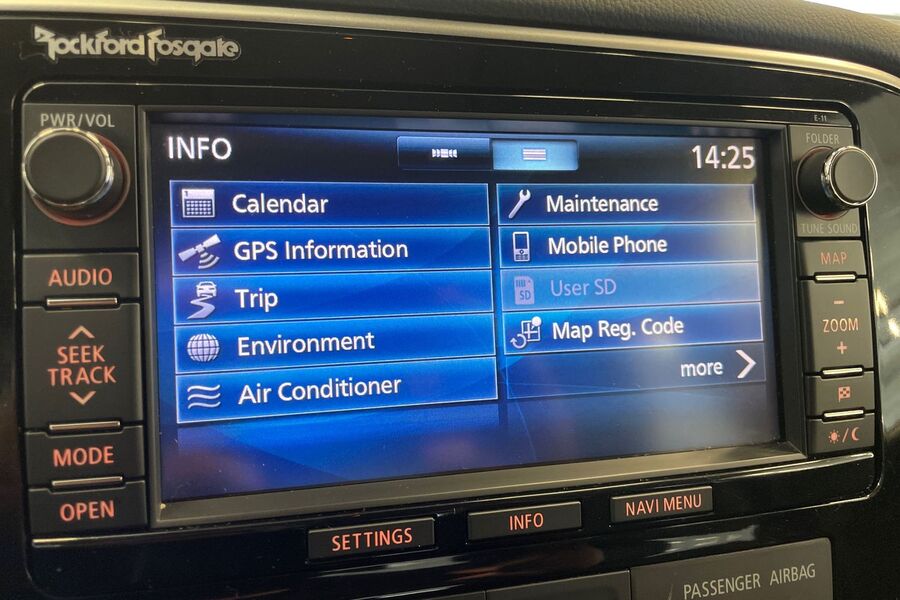 Rockford Fosgate
PWR/VOL
E-11
FOLDER
INFO
14:25
Calendar
GPS Information
Trip
Environment
Air Conditioner
Maintenance
Mobile Phone
SD
User SD
Map Reg. Code
more
TUNE SOUND
AUDIO
SEEK
TRACK
MODE
OPEN
MAP
-
ZOOM
+
SETTINGS
INFO
NAVI MENU
PASSENGER AIRBAG